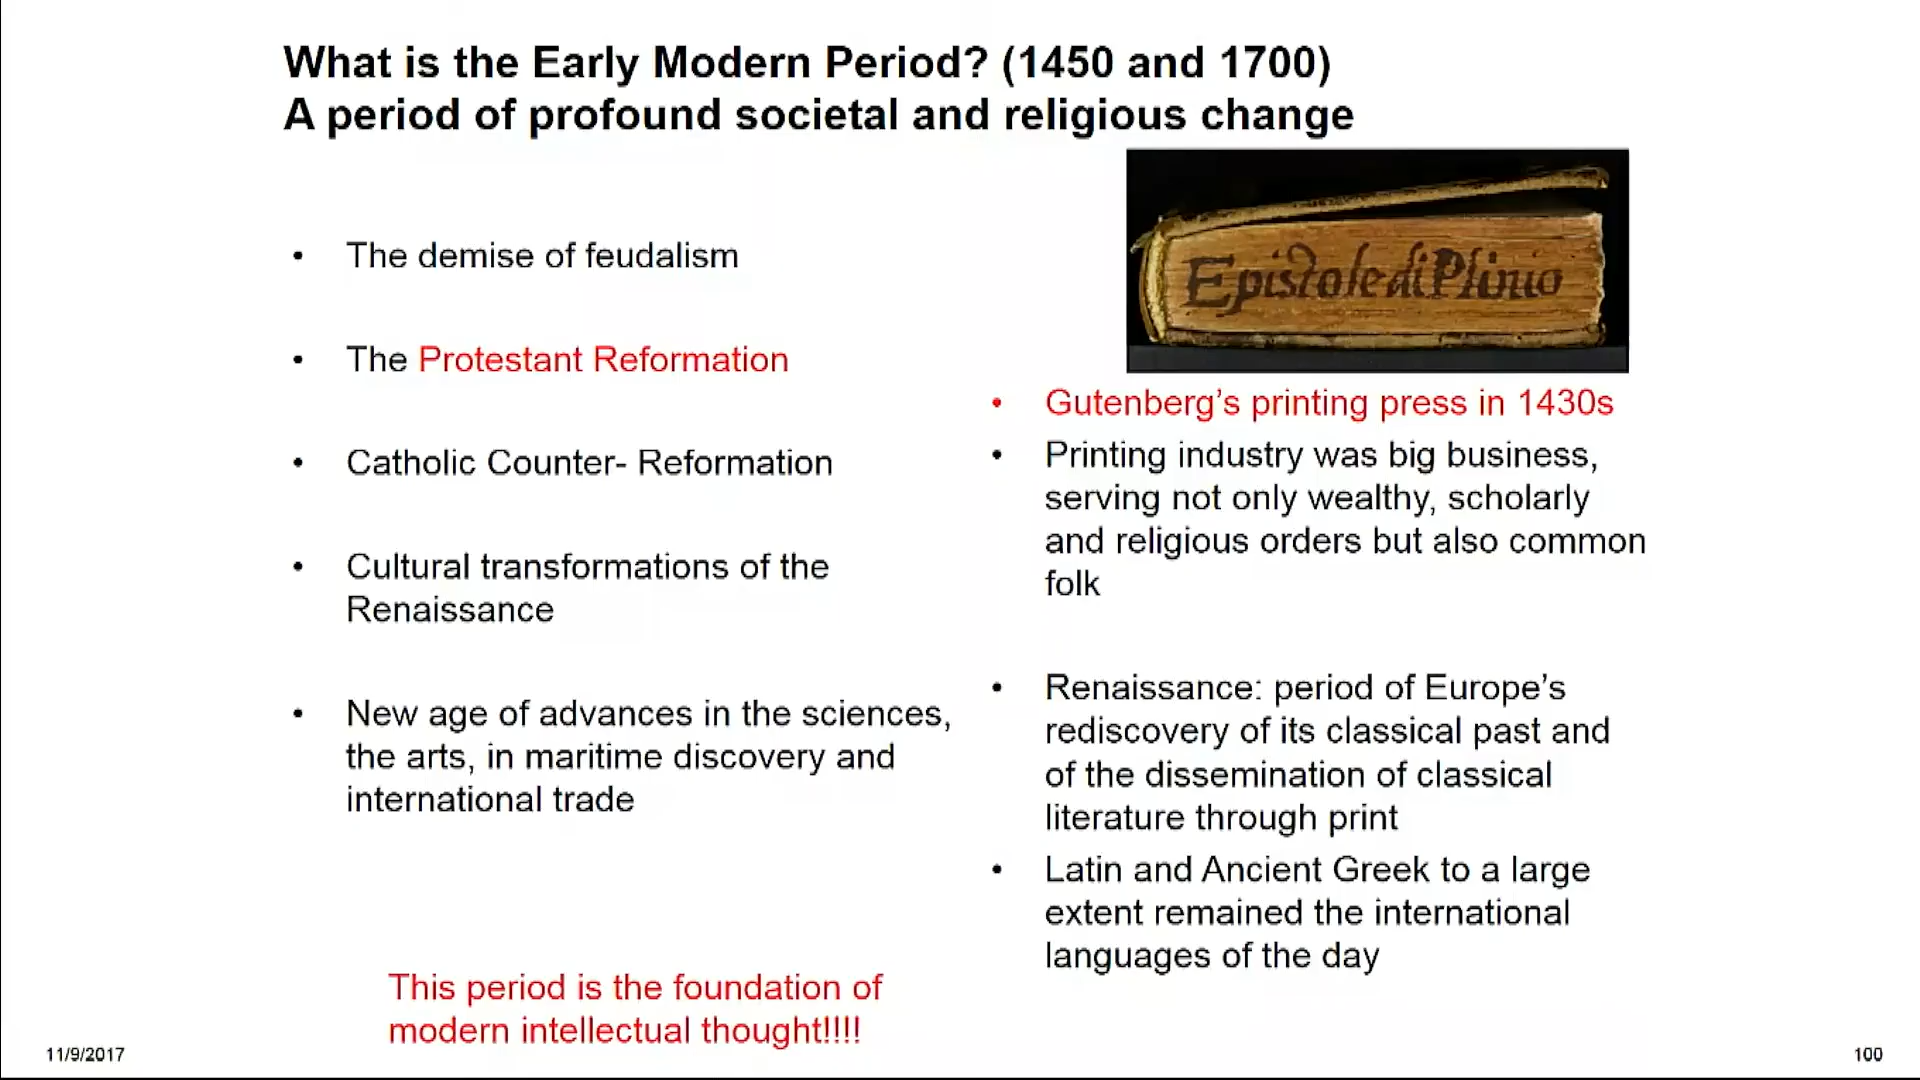 What is the Early Modern Period? (1450 and 1700)
A period of profound societal and religious change
• The demise of feudalism
• The Protestant Reformation
• Catholic Counter- Reformation
• Cultural transformations of the
Renaissance
• New age of advances in the sciences,
the arts, in maritime discovery and
international trade
This period is the foundation of
modern intellectual thought!!!!
Epistole di Plinio
• Gutenberg’s printing press in 1430s
• Printing industry was big business,
serving not only wealthy, scholarly
and religious orders but also common
folk
• Renaissance: period of Europe’s
rediscovery of its classical past and
of the dissemination of classical
literature through print
• Latin and Ancient Greek to a large
extent remained the international
languages of the day
11/9/2017
100